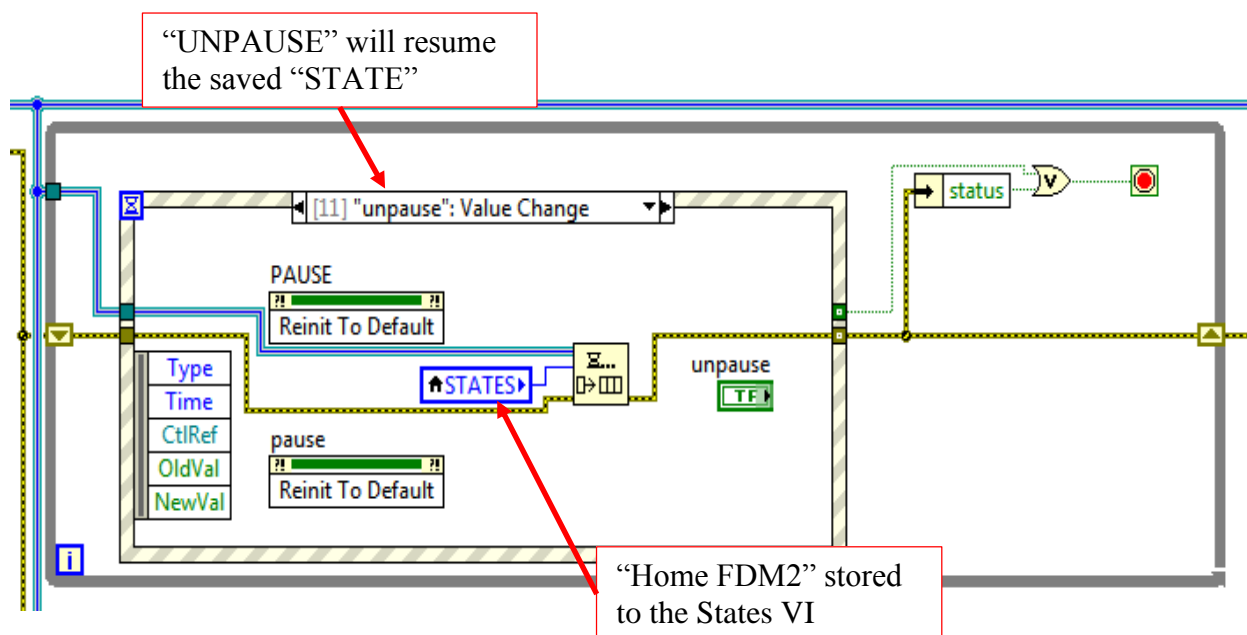 “UNPAUSE” will resume
the saved “STATE”
status
V
[11] "unpause": Value Change
PAUSE
?! ?!
Reinit To Default
Type
Time
CtlRef
OldVal
NewVal
STATES
unpause
TF
pause
?! ?!
Reinit To Default
i
“Home FDM2” stored
to the States VI